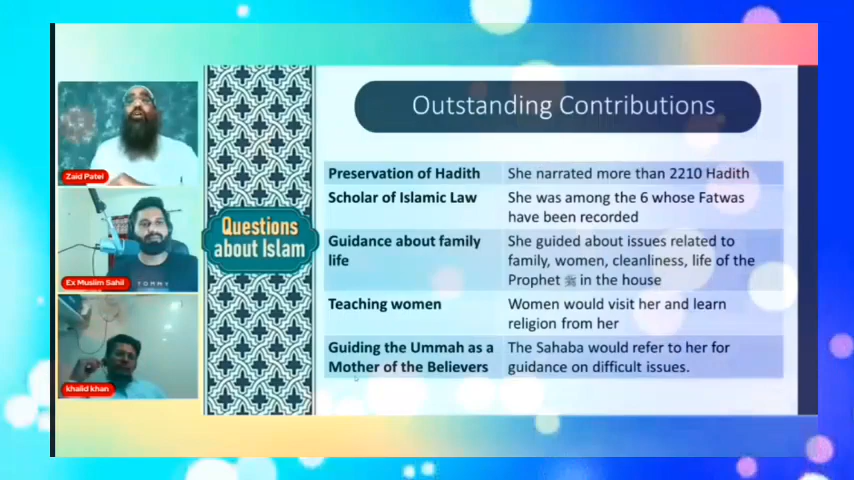 Outstanding Contributions
Zaid Patel
Ex Muslim Sahil
TOMMY
khalid khan
Questions
about Islam
Preservation of Hadith
She narrated more than 2210 Hadith
Scholar of Islamic Law
She was among the 6 whose Fatwas
have been recorded
Guidance about family
life
She guided about issues related to
family, women, cleanliness, life of the
Prophet ﷺ in the house
Teaching women
Women would visit her and learn
religion from her
Guiding the Ummah as a
Mother of the Believers
The Sahaba would refer to her for
guidance on difficult issues.